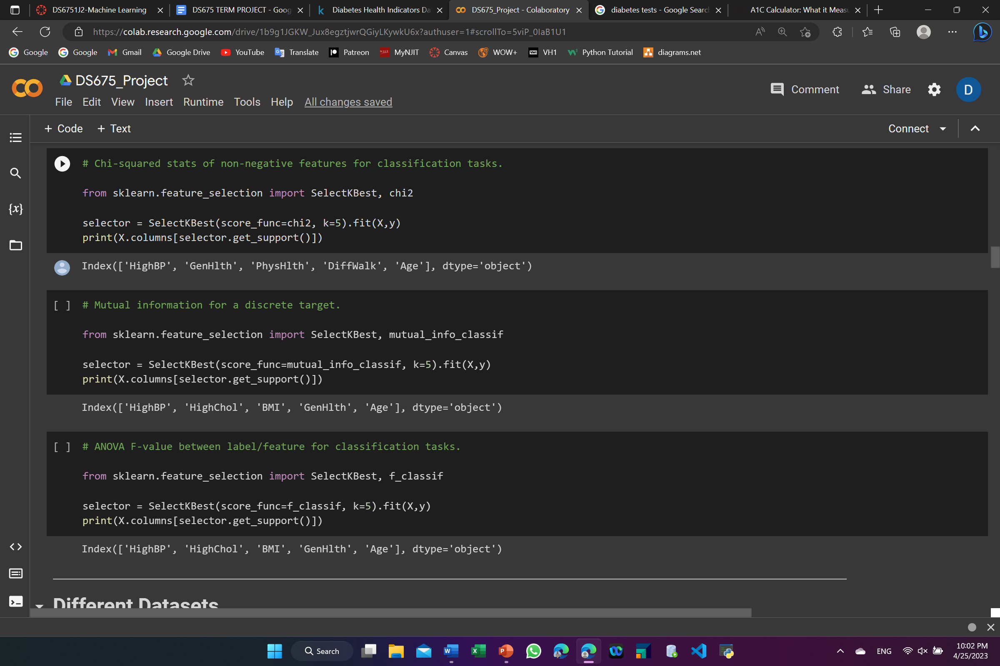 DS6751J2-Machine Learning
DS675 TERM PROJECT - Goog
Diabetes Health Indicators Da
DS675_Project - Colaboratory
diabetes tests - Google Search
A1C Calculator: What it Measu
https://colab.research.google.com/drive/1b9g1JGKW_Jux8egztjwrQGiyLKywkU6x?authuser=1#scrollTo=5viP_0IaB1U1
Google Google Gmail Google Drive YouTube Translate Patreon MyNJIT Canvas WOW+ VH1 Python Tutorial diagrams.net
DS675_Project
Comment Share D
File Edit View Insert Runtime Tools Help All changes saved
+ Code + Text Connect
# Chi-squared stats of non-negative features for classification tasks.
from sklearn.feature_selection import SelectKBest, chi2
selector = SelectKBest(score_func=chi2, k=5).fit(X,y)
print(X.columns[selector.get_support()])
Index(['HighBP', 'GenHlth', 'PhysHlth', 'DiffWalk', 'Age'], dtype='object')
[ ] # Mutual information for a discrete target.
from sklearn.feature_selection import SelectKBest, mutual_info_classif
selector = SelectKBest(score_func=mutual_info_classif, k=5).fit(X,y)
print(X.columns[selector.get_support()])
Index(['HighBP', 'HighChol', 'BMI', 'GenHlth', 'Age'], dtype='object')
[ ] # ANOVA F-value between label/feature for classification tasks.
from sklearn.feature_selection import SelectKBest, f_classif
selector = SelectKBest(score_func=f_classif, k=5).fit(X,y)
print(X.columns[selector.get_support()])
Index(['HighBP', 'HighChol', 'BMI', 'GenHlth', 'Age'], dtype='object')
Different Datasets
Search
ENG
10:02 PM
4/25/2023